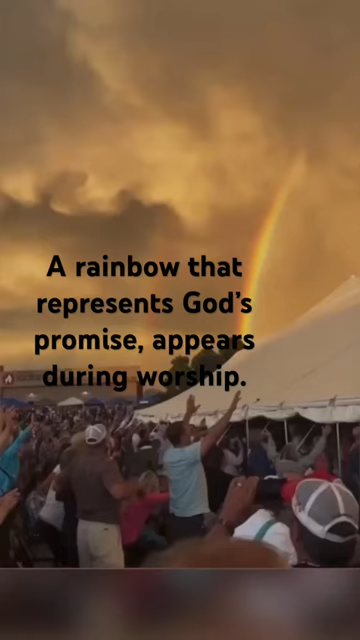 A rainbow that
represents God's
promise, appears
during worship.